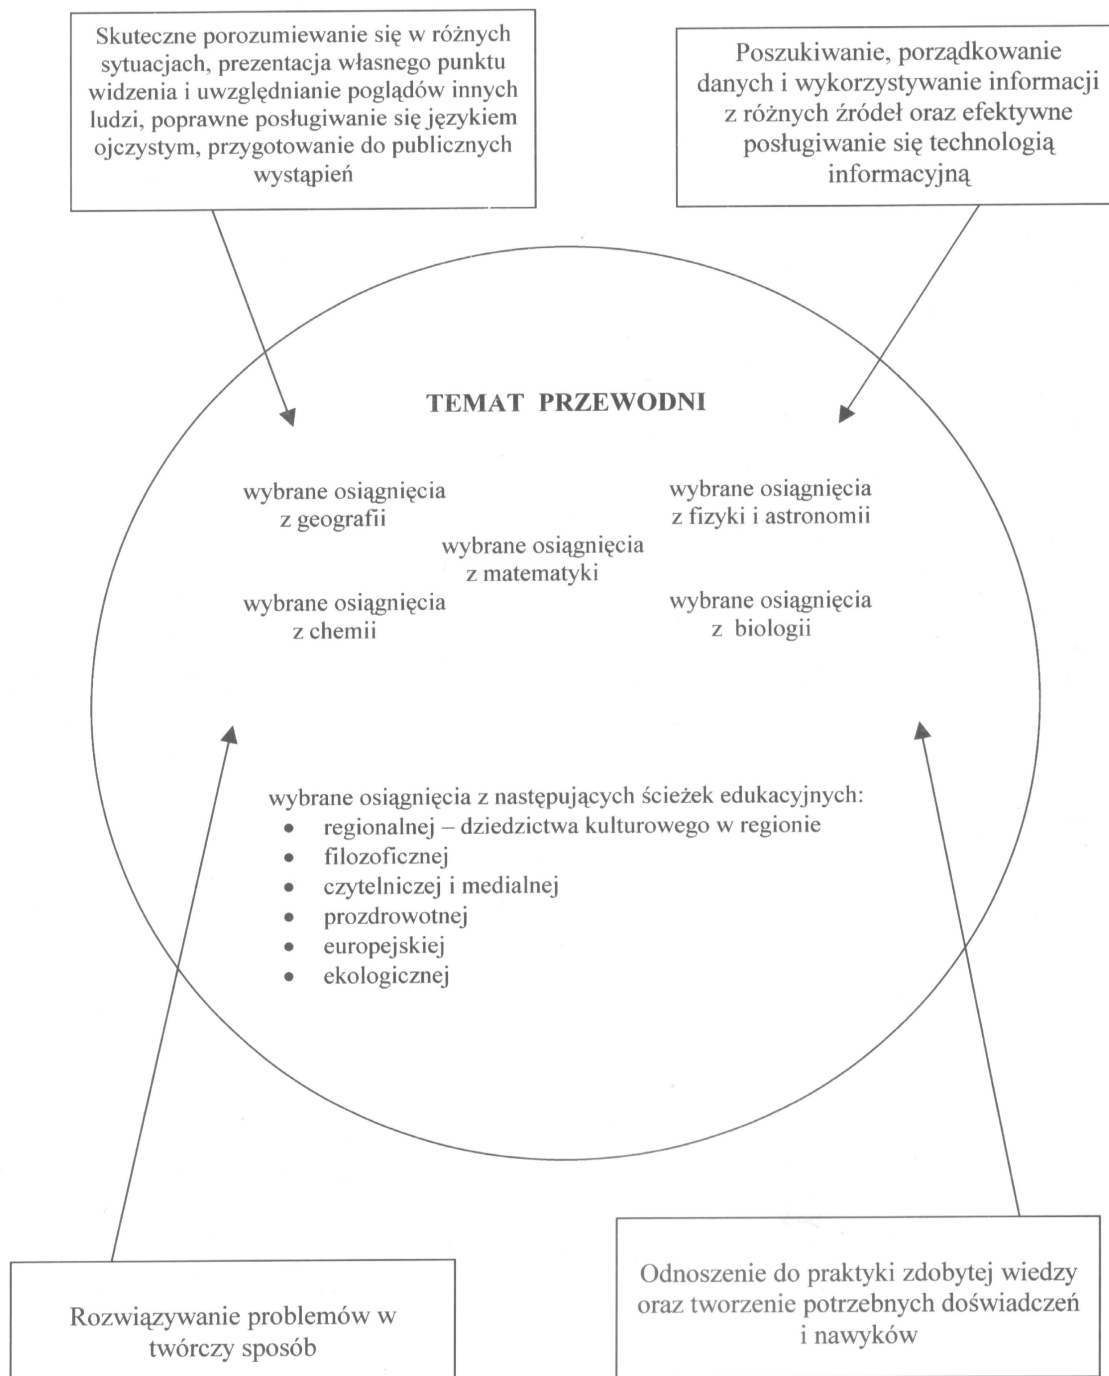 Skuteczne porozumiewanie się w różnych
sytuacjach, prezentacja własnego punktu
widzenia i uwzględnianie poglądów innych
ludzi, poprawne posługiwanie się językiem
ojczystym, przygotowanie do publicznych
wystąpień
Poszukiwanie, porządkowanie
danych i wykorzystywanie informacji
z różnych źródeł oraz efektywne
posługiwanie się technologią
informacyjną
TEMAT PRZEWODNI
wybrane osiągnięcia
z geografii
wybrane osiągnięcia
z fizyki i astronomii
wybrane osiągnięcia
z matematyki
wybrane osiągnięcia
z chemii
wybrane osiągnięcia
z biologii
wybrane osiągnięcia z następujących ścieżek edukacyjnych:
• regionalnej – dziedzictwa kulturowego w regionie
• filozoficznej
• czytelniczej i medialnej
• prozdrowotnej
• europejskiej
• ekologicznej
Rozwiązywanie problemów w
twórczy sposób
Odnoszenie do praktyki zdobytej wiedzy
oraz tworzenie potrzebnych doświadczeń
i nawyków